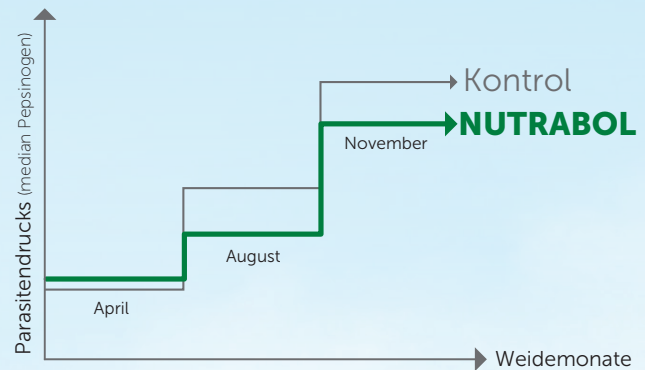 Parasitendrucks (median Pepsinogen)
Kontrol
NUTRABOL
November
August
April
Weidemonate